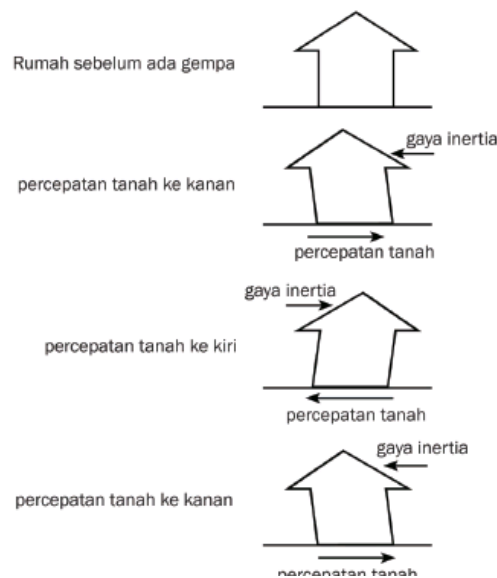 Rumah sebelum ada gempa
gaya inertia
percepatan tanah ke kanan
percepatan tanah
gaya inertia
percepatan tanah ke kiri
percepatan tanah
gaya inertia
percepatan tanah ke kanan
percepatan tanah